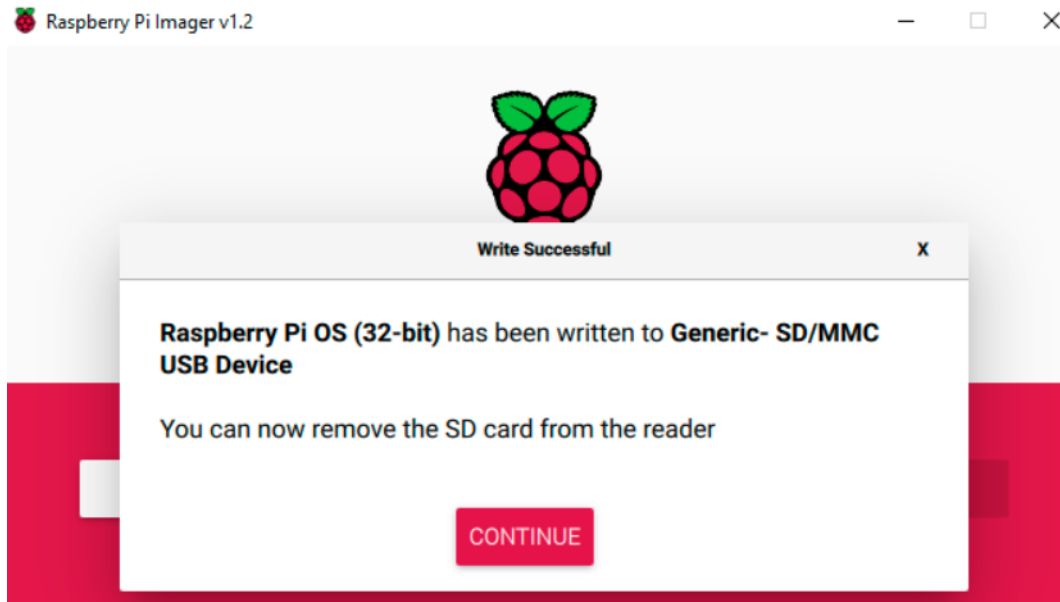 Raspberry Pi Imager v1.2
Write Successful
X
Raspberry Pi OS (32-bit) has been written to Generic- SD/MMC
USB Device
You can now remove the SD card from the reader
CONTINUE